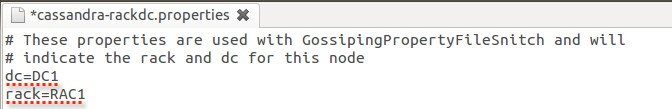 *cassandra-rackdc.properties
# These properties are used with GossipingPropertyFileSnitch and will
# indicate the rack and dc for this node
dc=DC1
rack=RAC1